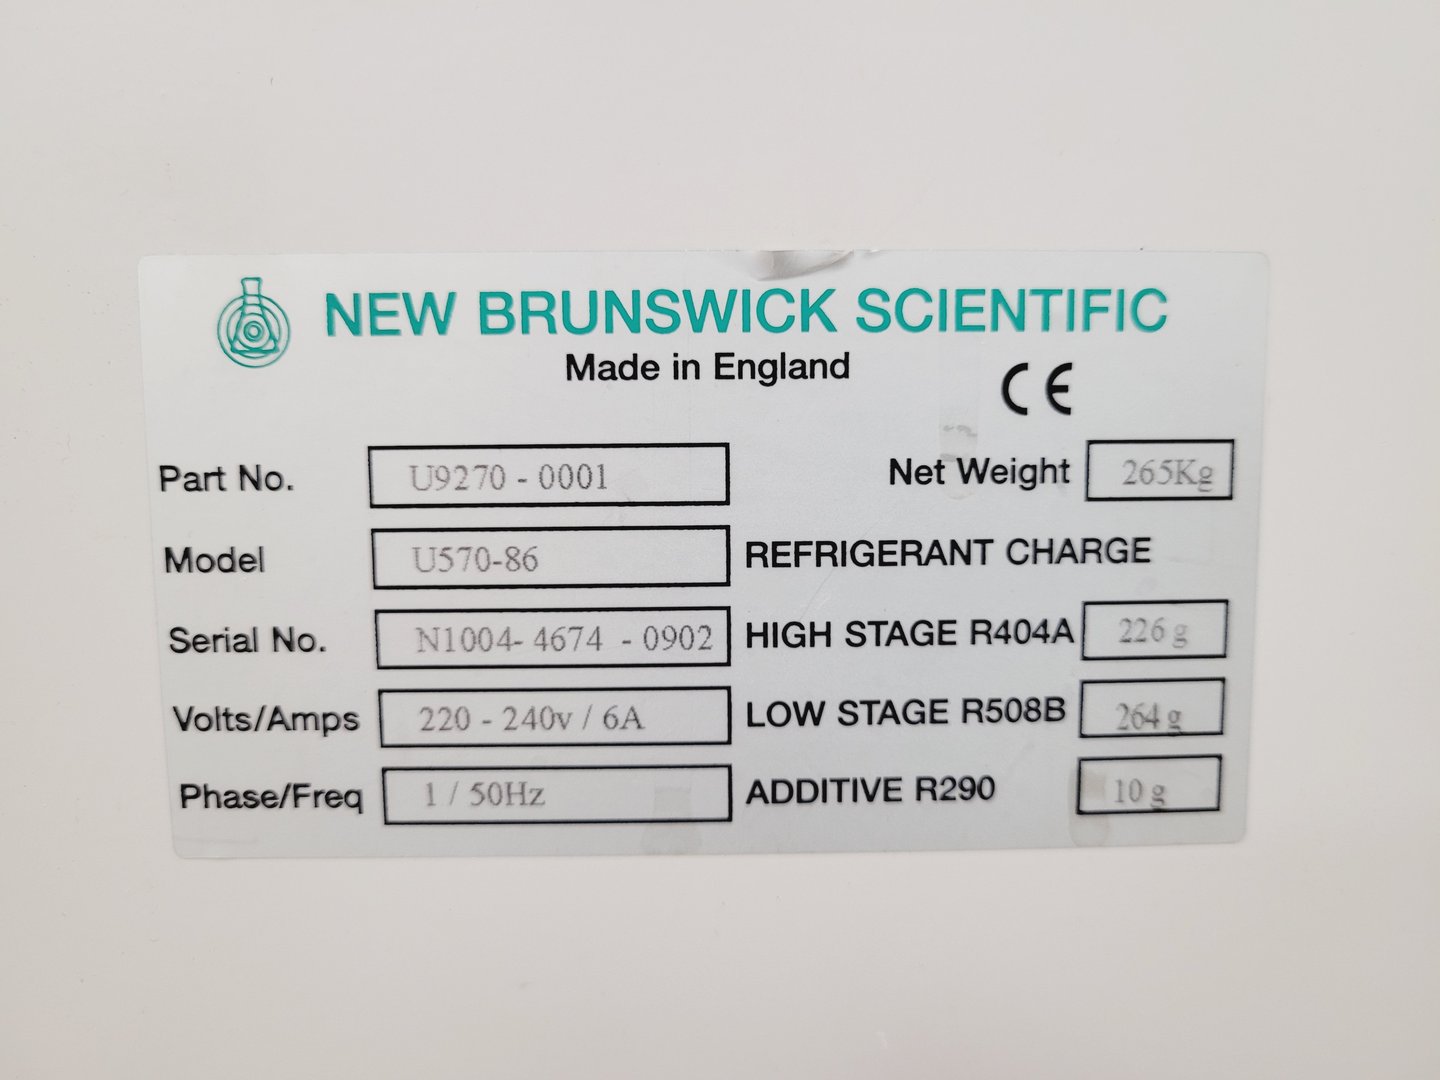 NEW BRUNSWICK SCIENTIFIC
Made in England
CE
Part No. U9270 - 0001 Net Weight 265Kg
Model U570-86 REFRIGERANT CHARGE
Serial No. N1004- 4674 - 0902 HIGH STAGE R404A 226 g
Volts/Amps 220 - 240v / 6A LOW STAGE R508B 264 g
Phase/Freq 1 / 50Hz ADDITIVE R290 10 g